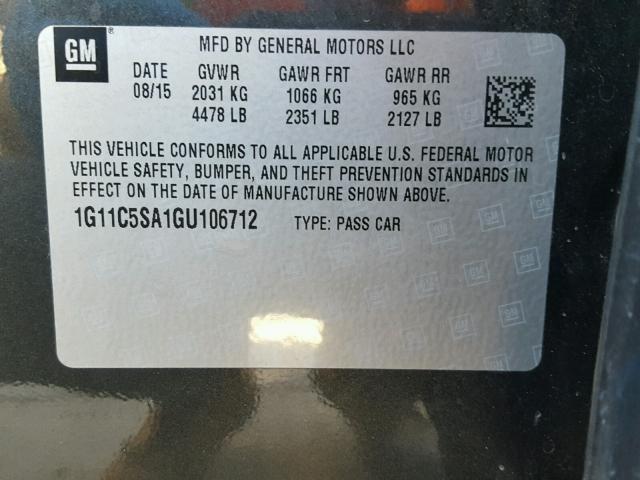 GM
MFD BY GENERAL MOTORS LLC
DATE GVWR GAWR FRT GAWR RR
08/15 2031 KG 1066 KG 965 KG
4478 LB 2351 LB 2127 LB
THIS VEHICLE CONFORMS TO ALL APPLICABLE U.S. FEDERAL MOTOR
VEHICLE SAFETY, BUMPER, AND THEFT PREVENTION STANDARDS IN
EFFECT ON THE DATE OF MANUFACTURE SHOWN ABOVE.
1G11C5SA1GU106712 TYPE: PASS CAR